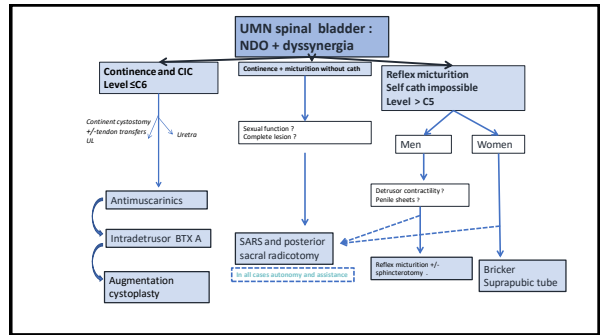 UMN spinal bladder :
NDO + dyssynergia
Continence and CIC
Level ≤C6
Continence + micturition without cath
Reflex micturition
Self cath impossible
Level > C5
Continent cystostomy
+/-tendon transfers
UL
Uretra
Sexual function ?
Complete lesion ?
Men
Women
Detrusor contractility ?
Penile sheets ?
Antimuscarinics
Intradetrusor BTX A
Augmentation
cystoplasty
SARS and posterior
sacral radicotomy
In all cases autonomy and assistance
Reflex micturition +/-
sphincterotomy .
Bricker
Suprapubic tube